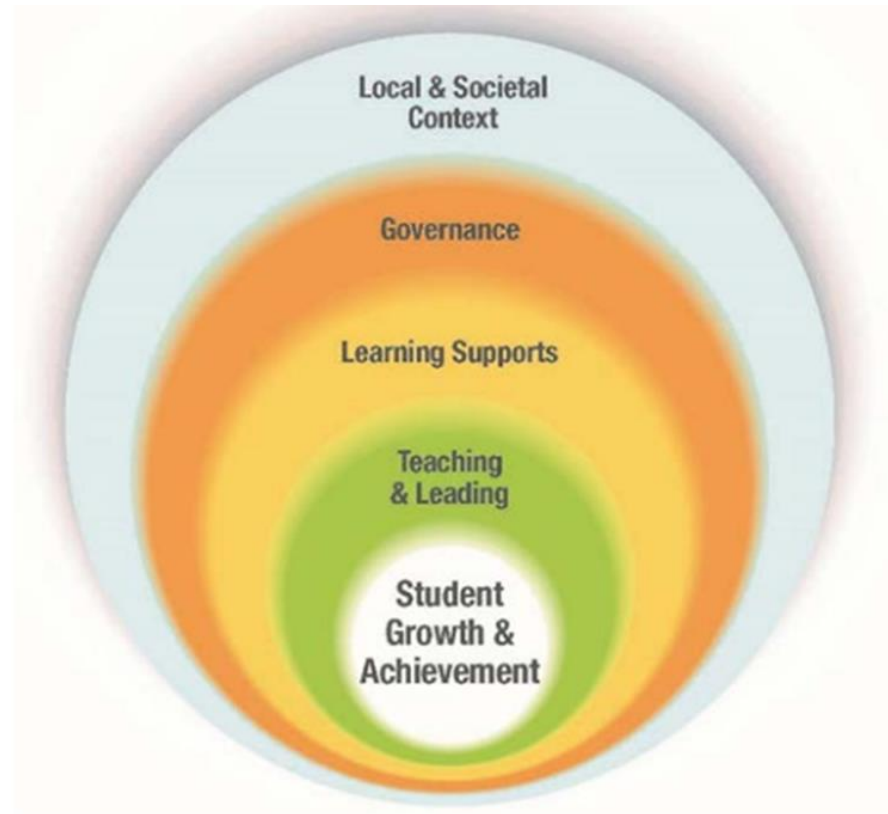 Local & Societal
Context
Governance
Learning Supports
Teaching
& Leading
Student
Growth &
Achievement